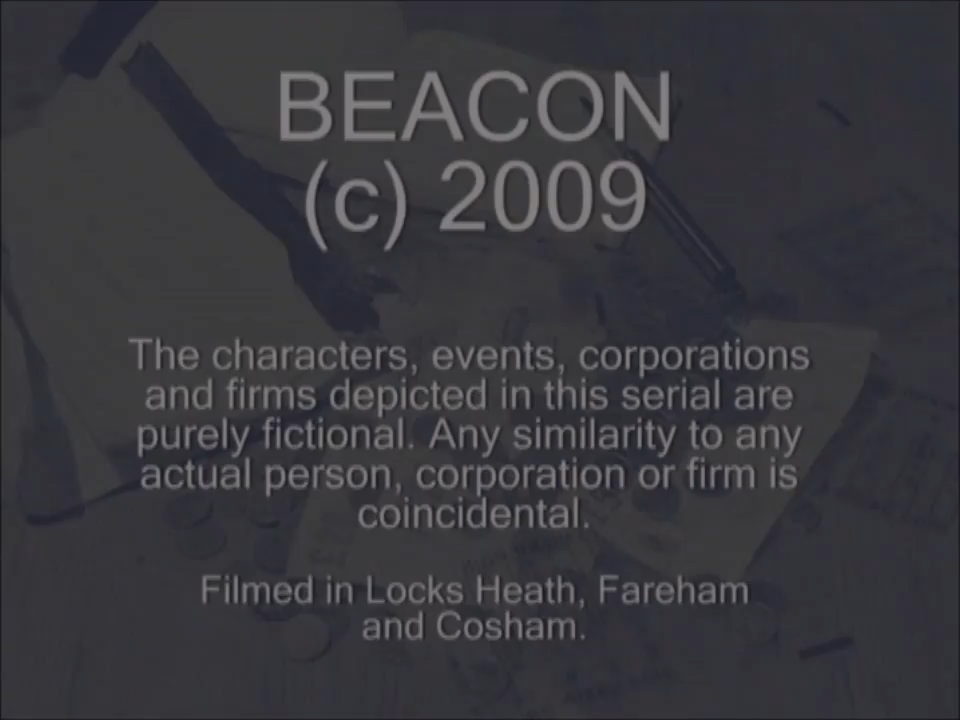 BEACON
(c) 2009
The characters, events, corporations
and firms depicted in this serial are
purely fictional. Any similarity to any
actual person, corporation or firm is
coincidental.
Filmed in Locks Heath, Fareham
and Cosham.